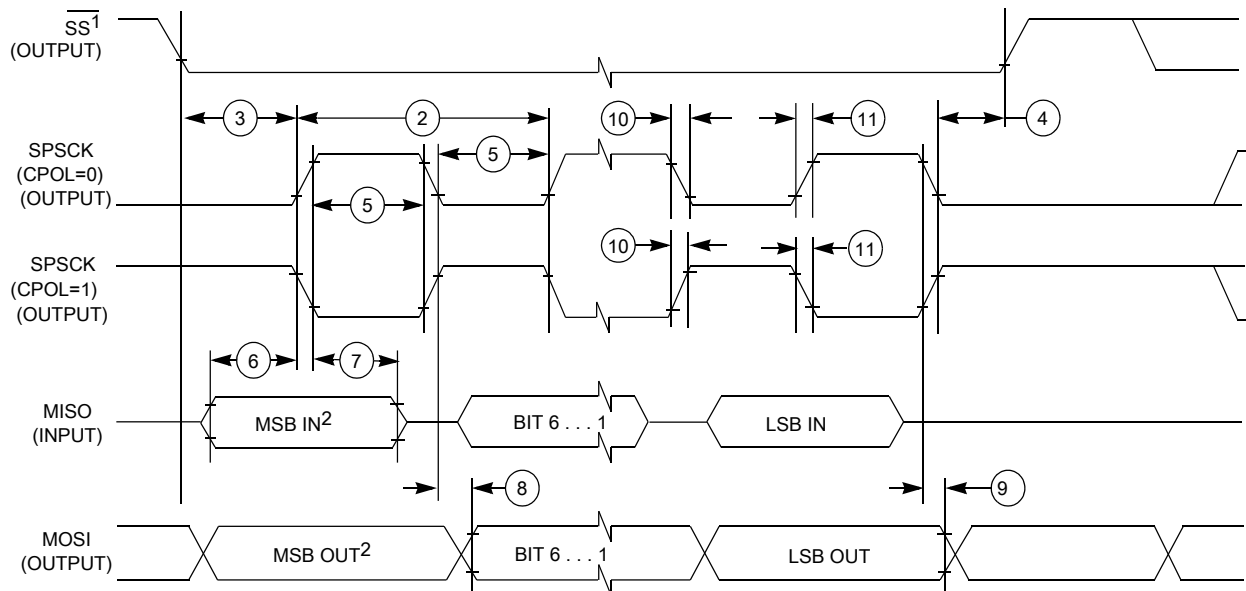 SS1
(OUTPUT)
3
2
10
11
4
SPSCK
(CPOL=0)
(OUTPUT)
5
5
SPSCK
(CPOL=1)
(OUTPUT)
10
11
6
7
MISO
(INPUT)
MSB IN2
BIT 6 . . . 1
LSB IN
8
9
MOSI
(OUTPUT)
MSB OUT2
BIT 6 . . . 1
LSB OUT